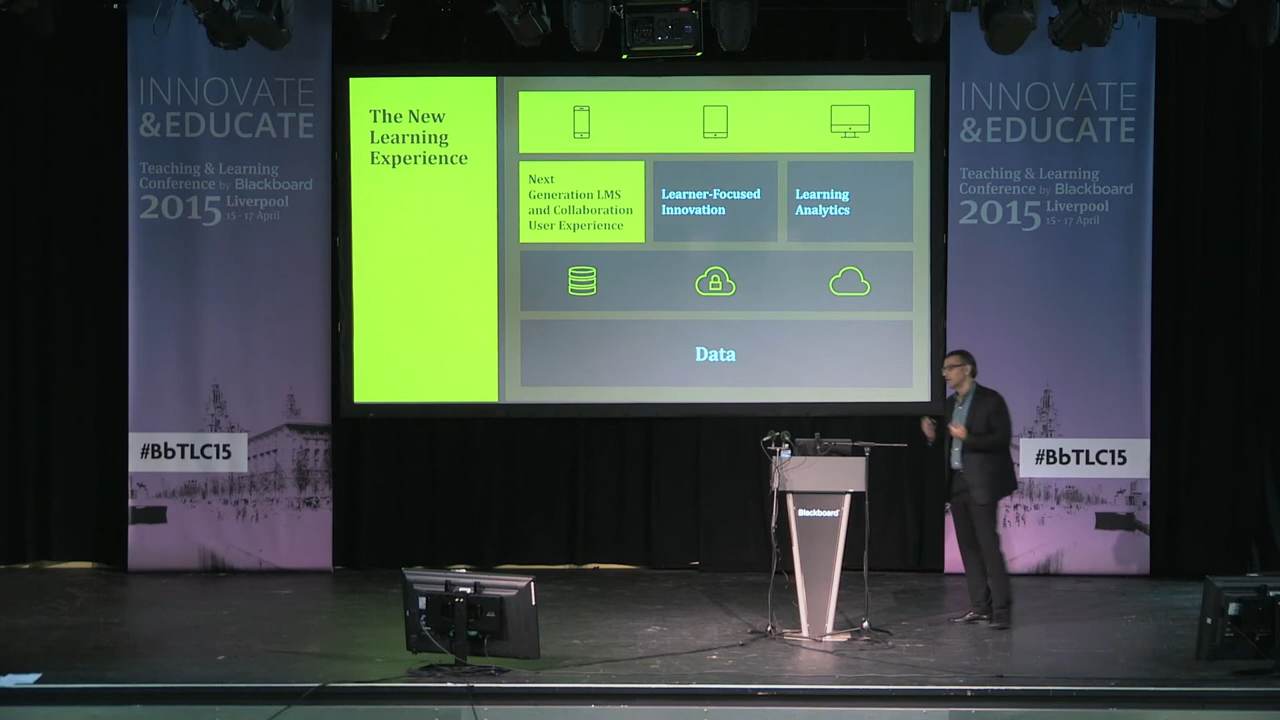 INNOVATE
&EDUCATE
Teaching & Learning
Conference by Blackboard
2015 Liverpool
15 - 17 April
#BbTLC15
The New
Learning
Experience
Next
Generation LMS
and Collaboration
User Experience
Learner-Focused
Innovation
Learning
Analytics
Data
Blackboard
INNOVATE
&EDUCATE
Teaching & Learning
Conference by Blackboard
2015 Liverpool
15 - 17 April
#BbTLC15